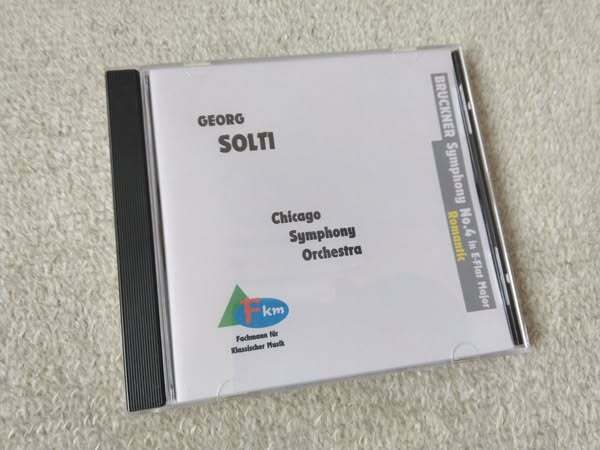 GEORG
SOLTI
Chicago
Symphony
Orchestra
Fkm
Fachmann für
Klassischer Musik
BRUCKNER Symphony No.4 in E-Flat Major
Romantic